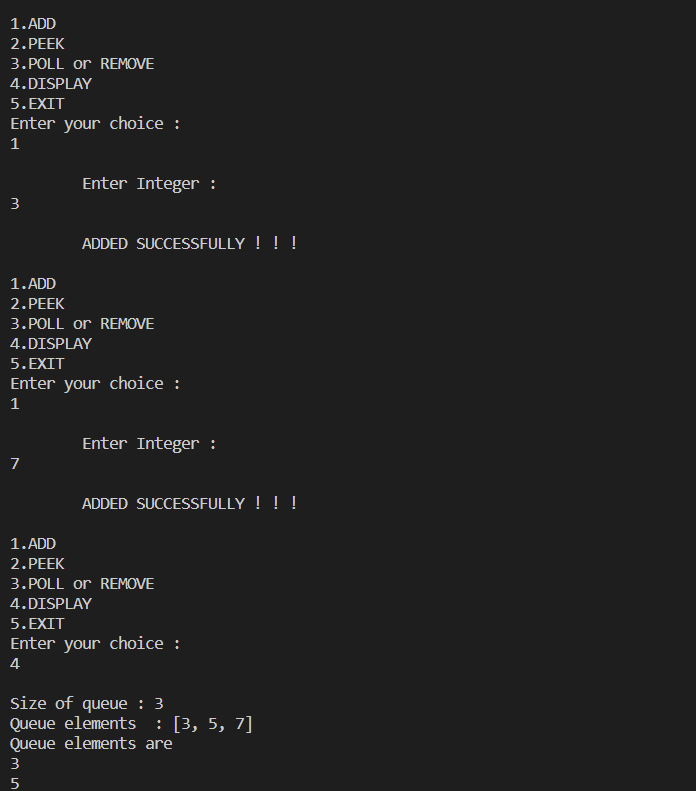 1.ADD
2.PEEK
3.POLL or REMOVE
4.DISPLAY
5.EXIT
Enter your choice :
1
Enter Integer :
3
ADDED SUCCESSFULLY ! ! !
1.ADD
2.PEEK
3.POLL or REMOVE
4.DISPLAY
5.EXIT
Enter your choice :
1
Enter Integer :
7
ADDED SUCCESSFULLY ! ! !
1.ADD
2.PEEK
3.POLL or REMOVE
4.DISPLAY
5.EXIT
Enter your choice :
4
Size of queue : 3
Queue elements  : [3, 5, 7]
Queue elements are
3
5